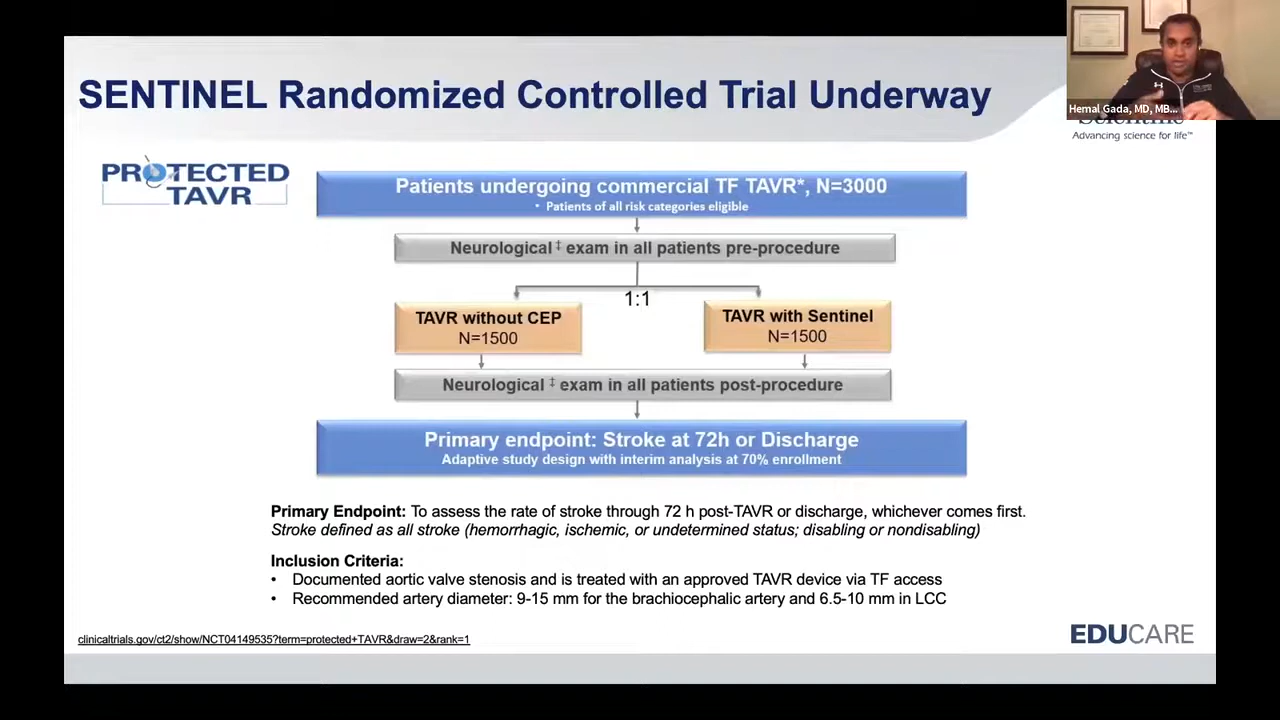 SENTINEL Randomized Controlled Trial Underway
Hemal Gada, MD, MB...
Scientific
Advancing science for life™
PROTECTED
TAVR
Patients undergoing commercial TF TAVR*, N=3000
• Patients of all risk categories eligible
Neurological‡ exam in all patients pre-procedure
1:1
TAVR without CEP
N=1500
TAVR with Sentinel
N=1500
Neurological‡ exam in all patients post-procedure
Primary endpoint: Stroke at 72h or Discharge
Adaptive study design with interim analysis at 70% enrollment
Primary Endpoint: To assess the rate of stroke through 72 h post-TAVR or discharge, whichever comes first.
Stroke defined as all stroke (hemorrhagic, ischemic, or undetermined status; disabling or nondisabling)
Inclusion Criteria:
• Documented aortic valve stenosis and is treated with an approved TAVR device via TF access
• Recommended artery diameter: 9-15 mm for the brachiocephalic artery and 6.5-10 mm in LCC
clinicaltrials.gov/ct2/show/NCT04149535?term=protected+TAVR&draw=2&rank=1
EDUCARE